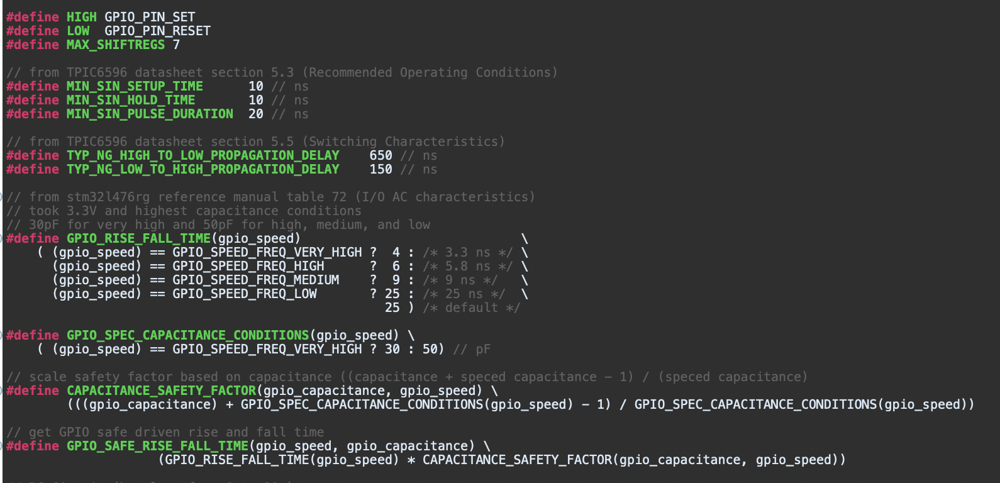 #define HIGH GPIO_PIN_SET
#define LOW  GPIO_PIN_RESET
#define MAX_SHIFTREGS 7
// from TPIC6596 datasheet section 5.3 (Recommended Operating Conditions)
#define MIN_SIN_SETUP_TIME      10 // ns
#define MIN_SIN_HOLD_TIME       10 // ns
#define MIN_SIN_PULSE_DURATION  20 // ns
// from TPIC6596 datasheet section 5.5 (Switching Characteristics)
#define TYP_NG_HIGH_TO_LOW_PROPAGATION_DELAY    650 // ns
#define TYP_NG_LOW_TO_HIGH_PROPAGATION_DELAY    150 // ns
// from stm32l476rg reference manual table 72 (I/O AC characteristics)
// took 3.3V and highest capacitance conditions
// 30pF for very high and 50pF for high, medium, and low
#define GPIO_RISE_FALL_TIME(gpio_speed)                             \
    ( (gpio_speed) == GPIO_SPEED_FREQ_VERY_HIGH ?  4 : /* 3.3 ns */ \
      (gpio_speed) == GPIO_SPEED_FREQ_HIGH      ?  6 : /* 5.8 ns */ \
      (gpio_speed) == GPIO_SPEED_FREQ_MEDIUM    ?  9 : /* 9 ns */   \
      (gpio_speed) == GPIO_SPEED_FREQ_LOW       ? 25 : /* 25 ns */  \
                                                  25 ) /* default */
#define GPIO_SPEC_CAPACITANCE_CONDITIONS(gpio_speed) \
    ( (gpio_speed) == GPIO_SPEED_FREQ_VERY_HIGH ? 30 : 50) // pF
// scale safety factor based on capacitance ((capacitance + speced capacitance - 1) / (speced capacitance)
#define CAPACITANCE_SAFETY_FACTOR(gpio_capacitance, gpio_speed) \
        (((gpio_capacitance) + GPIO_SPEC_CAPACITANCE_CONDITIONS(gpio_speed) - 1) / GPIO_SPEC_CAPACITANCE_CONDITIONS(gpio_speed))
// get GPIO safe driven rise and fall time
#define GPIO_SAFE_RISE_FALL_TIME(gpio_speed, gpio_capacitance) \
                    (GPIO_RISE_FALL_TIME(gpio_speed) * CAPACITANCE_SAFETY_FACTOR(gpio_capacitance, gpio_speed))